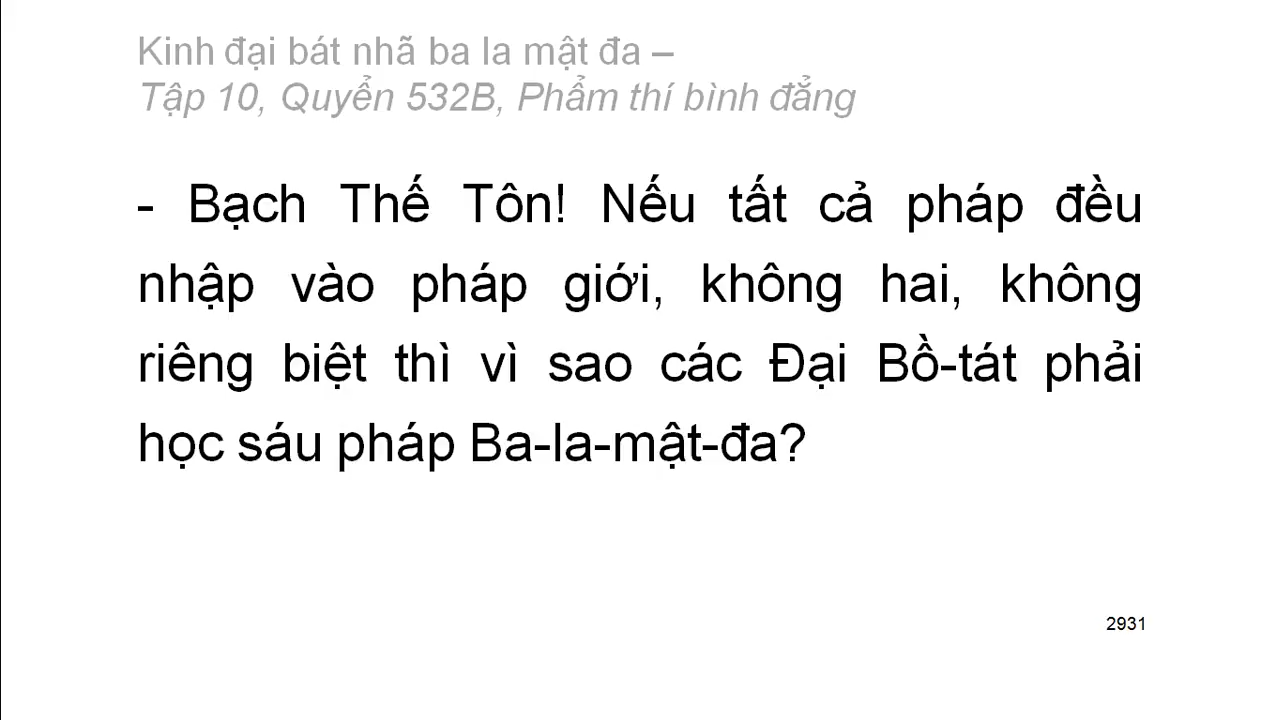 Kinh đại bát nhã ba la mật đa –
Tập 10, Quyển 532B, Phẩm thí bình đẳng
- Bạch Thế Tôn! Nếu tất cả pháp đều
nhập vào pháp giới, không hai, không
riêng biệt thì vì sao các Đại Bồ-tát phải
học sáu pháp Ba-la-mật-đa?
2931